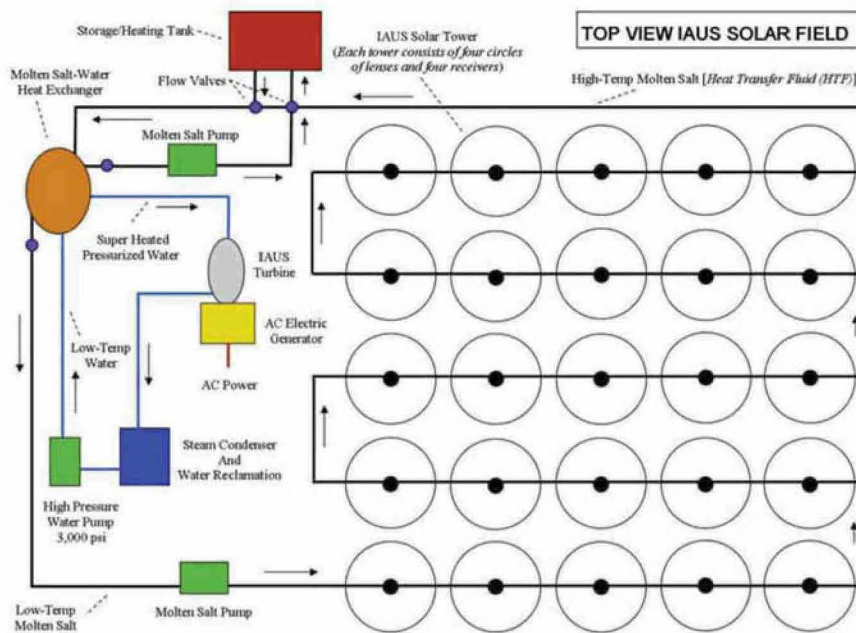 TOP VIEW IAUS SOLAR FIELD
Storage/Heating Tank
IAUS Solar Tower
(Each tower consists of four circles
of lenses and four receivers)
High-Temp Molten Salt [Heat Transfer Fluid (HTF)]
Molten Salt-Water
Heat Exchanger
Flow Valves
Molten Salt Pump
Super Heated
Pressurized Water
IAUS
Turbine
AC Electric
Generator
Low-Temp
Water
AC Power
Steam Condenser
And
Water Reclamation
High Pressure
Water Pump
3,000 psi
Low-Temp
Molten Salt
Molten Salt Pump